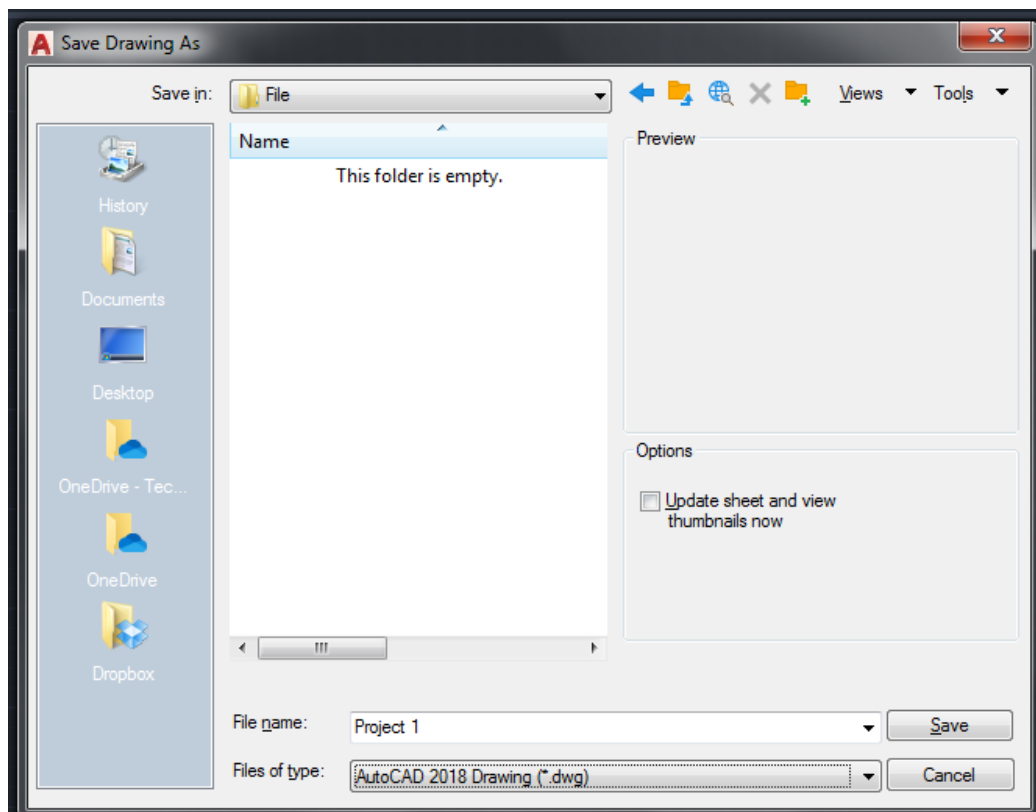 Save Drawing As
Save in:
File
Views
Tools
Name
This folder is empty.
Preview
History
Documents
Desktop
OneDrive - Tec...
OneDrive
Dropbox
Options
Update sheet and view
thumbnails now
File name:
Project 1
Save
Files of type:
AutoCAD 2018 Drawing (*.dwg)
Cancel